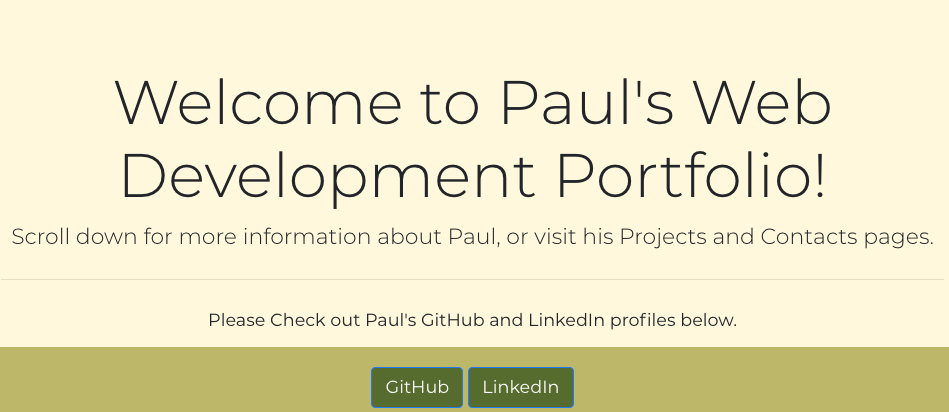 Welcome to Paul's Web
Development Portfolio!
Scroll down for more information about Paul, or visit his Projects and Contacts pages.
Please Check out Paul's GitHub and LinkedIn profiles below.
GitHub LinkedIn